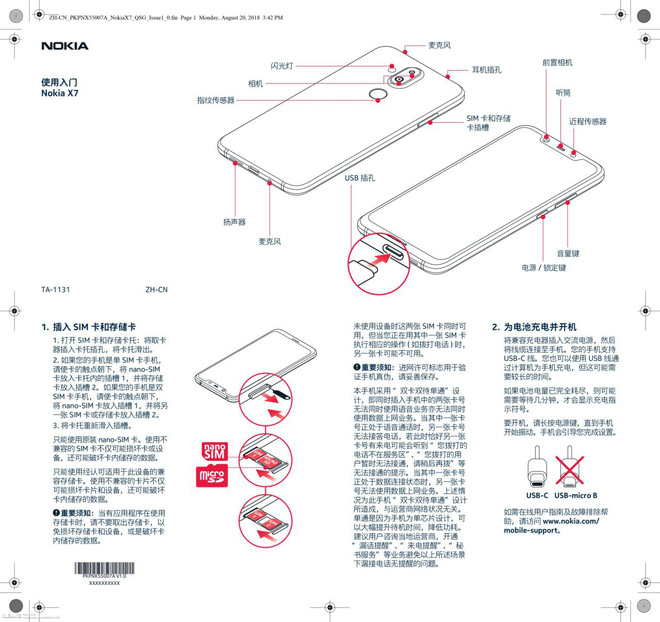 ZH-CN_PKPNX55007A_NokiaX7_QSG_Issue1_0.fm Page 1 Monday, August 20, 2018 3:42 PM
NOKIA
使用入门
Nokia X7
麦克风
闪光灯
相机
指纹传感器
耳机插孔
SIM 卡和存储
卡插槽
前置相机
听筒
近程传感器
USB 插孔
扬声器
麦克风
音量键
电源 / 锁定键
TA-1131
ZH-CN
1. 插入 SIM 卡和存储卡
1. 打开 SIM 卡和存储卡托：将取卡
器插入卡托插孔，将卡托滑出。
2. 如果您的手机是单 SIM 卡手机，
请使卡的触点朝下，将 nano-SIM
卡放入卡托内的插槽 1，并将存储
卡放入插槽 2。如果您的手机是双
SIM 卡手机，请使卡的触点朝下，
将 nano-SIM 卡放入插槽 1，并将另
一张 SIM 卡或存储卡放入插槽 2。
3. 将卡托重新滑入插槽。
只能使用原装 nano-SIM 卡。使用不
兼容的 SIM 卡不仅可能损坏卡或设
备，还可能破坏卡内储存的数据。
只能使用经认可适用于此设备的兼
容存储卡。使用不兼容的卡片不仅
可能损坏卡片和设备，还可能破坏
卡内储存的数据。
重要须知：当有应用程序在使用
存储卡时，请不要取出存储卡，以
免损坏存储卡和设备，或是破坏卡
内储存的数据。
PKPNX55007A V1.0
XXXXXXXXXX
nano
SIM
micro
SD
未使用设备时这两张 SIM 卡同时可
用，但当您正在用其中一张 SIM 卡
执行相应的操作 ( 如拨打电话 ) 时，
另一张卡可能不可用。
重要须知：进网许可标志用于验
证手机真伪，请妥善保存。
本手机采用“ 双卡双待单通” 设
计，即同时插入手机中的两张卡号
无法同时使用语音业务亦无法同时
使用数据上网业务。当其中一张卡
号正处于语音通话时，另一张卡号
无法接等电话，若此时恰好另一张
卡号有来电可能会听到“ 您拨打的
电话不在服务区”、“ 您拨打的用
户暂时无法接通，请稍后再拨” 等
无法接通的提示。当其中一张卡号
正处于数据连接状态时，另一张卡
号无法使用数据上网业务。上述情
况为此手机“ 双卡双待单通” 设计
所造成，与运营商网络状况无关。
单通是因为手机为单芯片设计，可
以大幅提升待机时间，降低功耗。
建议用户咨询当地运营商，开通
“ 漏话提醒”、“ 来电提醒”、“ 秘
书服务” 等业务避免以上所述场景
下漏接电话无提醒的问题。
2. 为电池充电并开机
将兼容充电器插入交流电源，然后
将线缆连接至手机。您的手机支持
USB-C 线。您也可以使用 USB 线通
过计算机为手机充电，但这可能需
要较长的时间。
如果电池电量已完全耗尽，则可能
需要等待几分钟，才会显示充电指
示符号。
要开机，请长按电源键，直到手机
开始振动。手机会引导您完成设置。
USB-C
USB-micro B
如需在线用户指南及故障排除帮
助，请访问 www.nokia.com/
mobile-support。